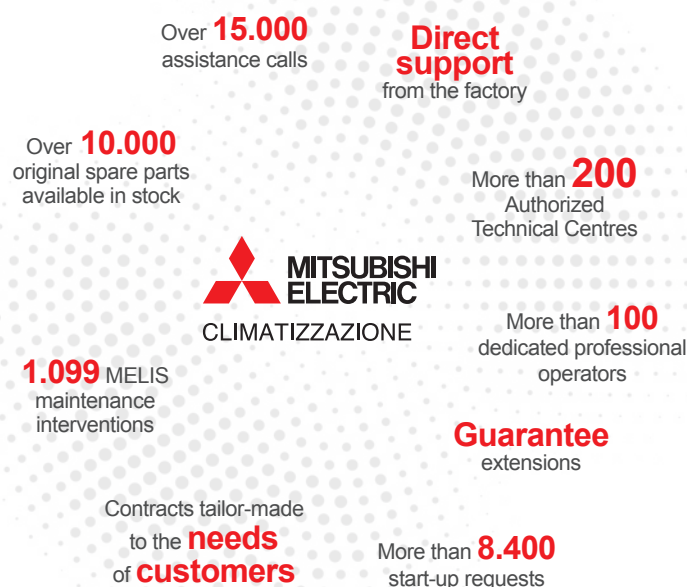 Over 15.000
assistance calls
Direct
support
from the factory
Over 10.000
original spare parts
available in stock
More than 200
Authorized
Technical Centres
MITSUBISHI
ELECTRIC
CLIMATIZZAZIONE
More than 100
dedicated professional
operators
1.099 MELIS
maintenance
interventions
Guarantee
extensions
Contracts tailor-made
to the needs
of customers
More than 8.400
start-up requests